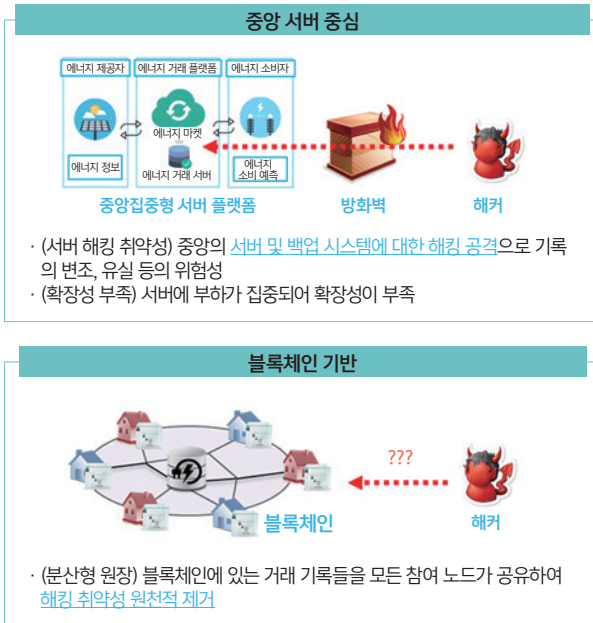 중앙 서버 중심
에너지 제공자 에너지 거래 플랫폼 에너지 소비자
에너지 마켓
에너지 정보 에너지 거래 서버 에너지
소비 예측
중앙집중형 서버 플랫폼 방화벽 해커
· (서버 해킹 취약성) 중앙의 서버 및 백업 시스템에 대한 해킹 공격으로 기록
의 변조, 유실 등의 위험성
· (확장성 부족) 서버에 부하가 집중되어 확장성이 부족
블록체인 기반
???
블록체인 해커
· (분산형 원장) 블록체인에 있는 거래 기록들을 모든 참여 노드가 공유하여
해킹 취약성 원천적 제거